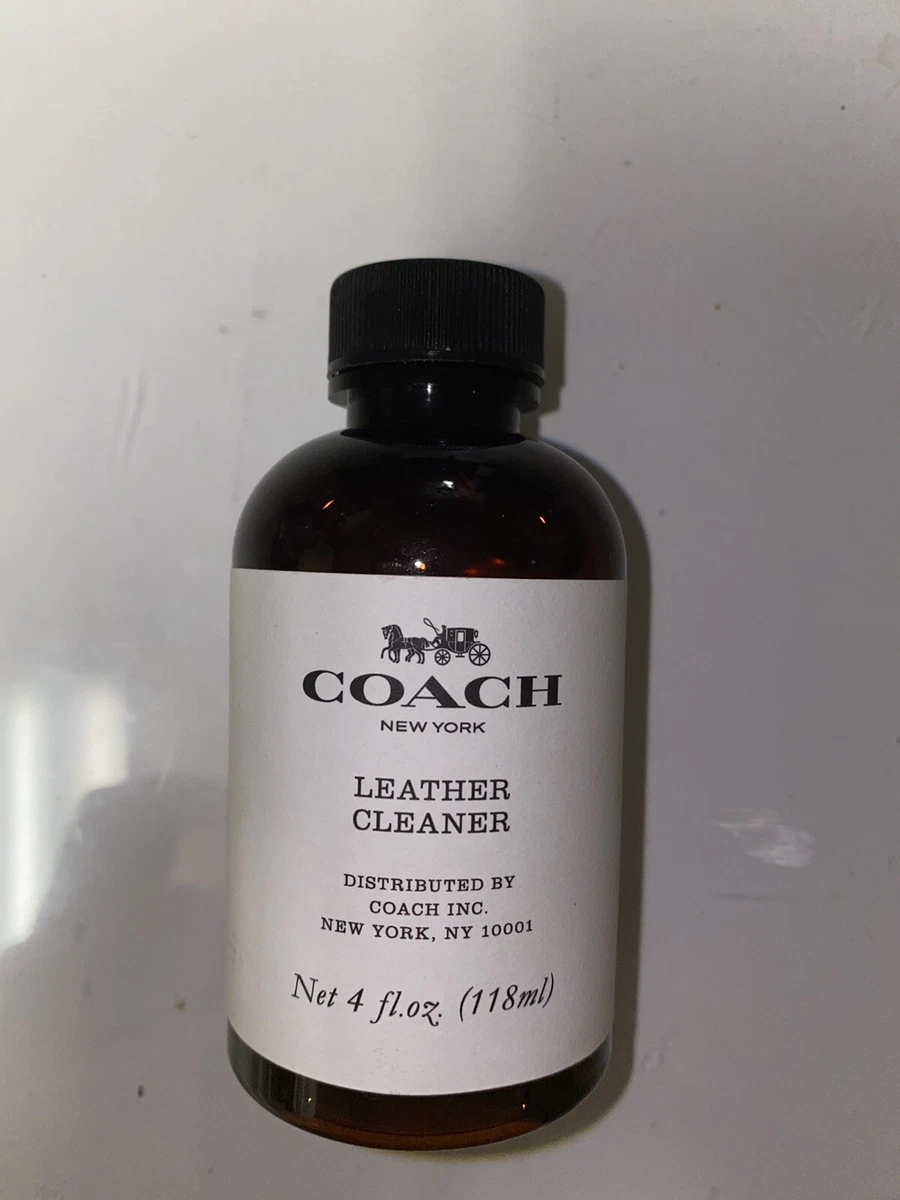 COACH
NEW YORK
LEATHER
CLEANER
DISTRIBUTED BY
COACH INC.
NEW YORK, NY 10001
Net 4 fl.oz. (118ml)